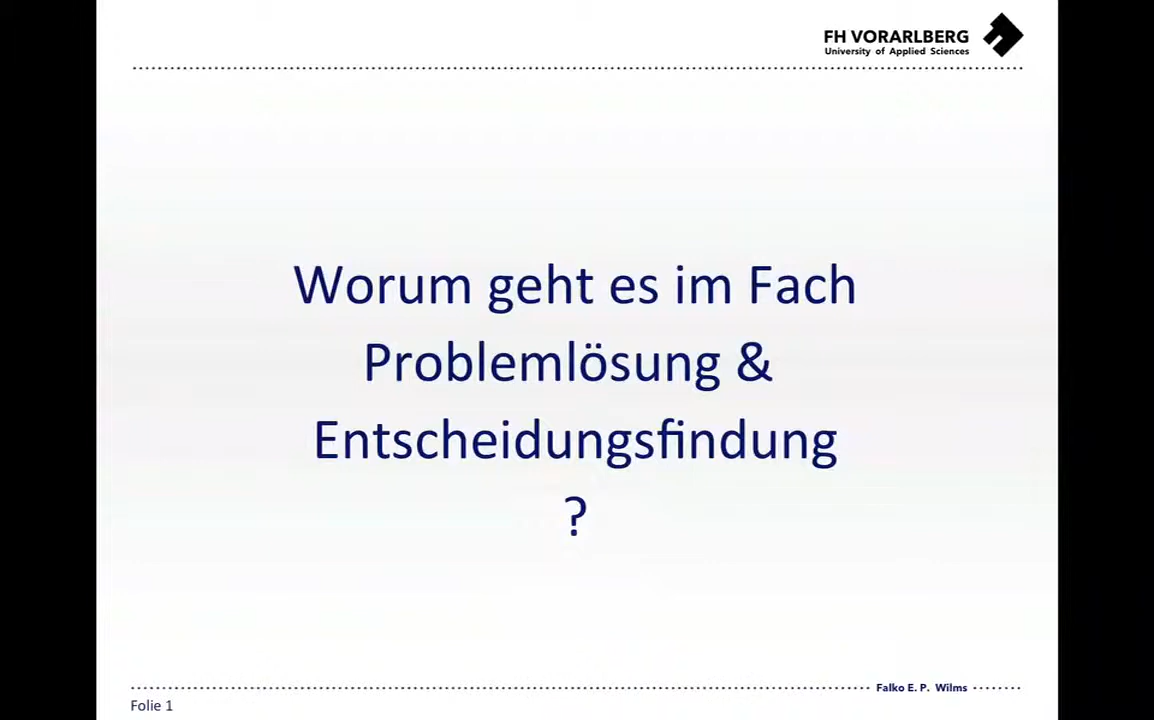 FH VORARLBERG
University of Applied Sciences
Worum geht es im Fach
Problemlösung &
Entscheidungsfindung
?
Falko E. P. Wilms
Folie 1